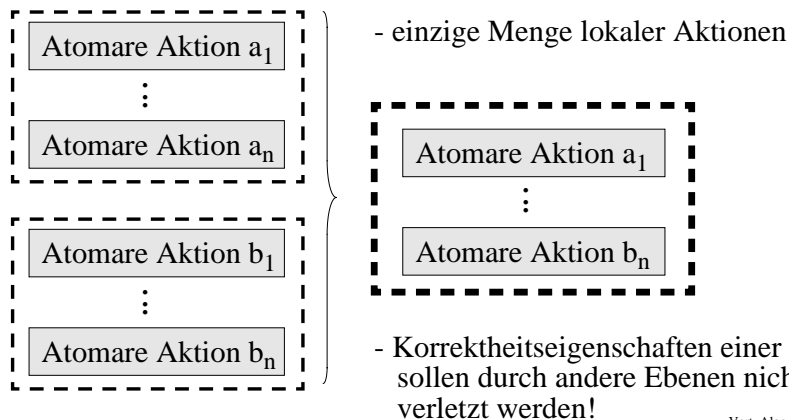 Atomare Aktion a1
⋮
Atomare Aktion an
Atomare Aktion b1
⋮
Atomare Aktion bn
- einzige Menge lokaler Aktionen
Atomare Aktion a1
⋮
Atomare Aktion bn
- Korrektheitseigenschaften einer
sollen durch andere Ebenen
verletzt werden!